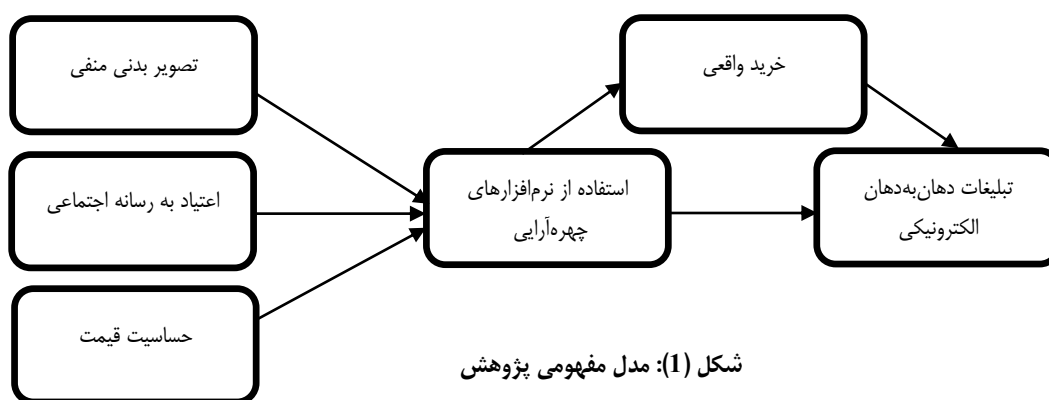 تصویر بدنی منفی
اعتیاد به رسانه اجتماعی
حساسیت قیمت
استفاده از نرم‌افزارهای
چهره‌آرایی
خرید واقعی
تبلیغات دهان‌به‌دهان
الکترونیکی
شکل (1): مدل مفهومی پژوهش